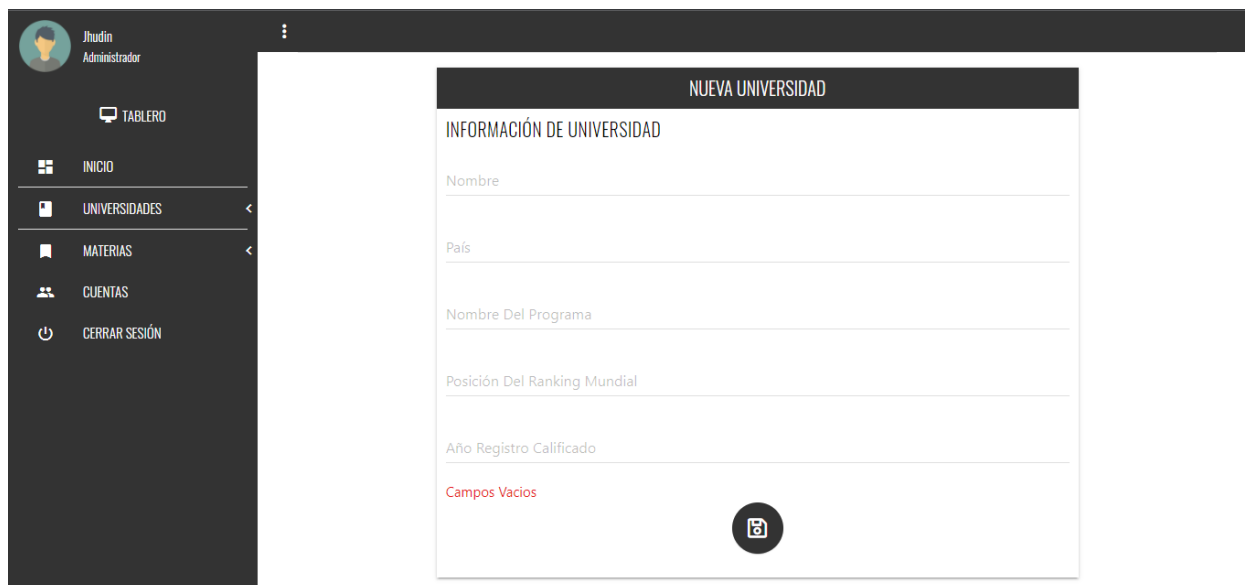 Jhudin
Administrador
TABLERO
INICIO
UNIVERSIDADES
MATERIAS
CUENTAS
CERRAR SESIÓN
NUEVA UNIVERSIDAD
INFORMACIÓN DE UNIVERSIDAD
Nombre
País
Nombre Del Programa
Posición Del Ranking Mundial
Año Registro Calificado
Campos Vacios